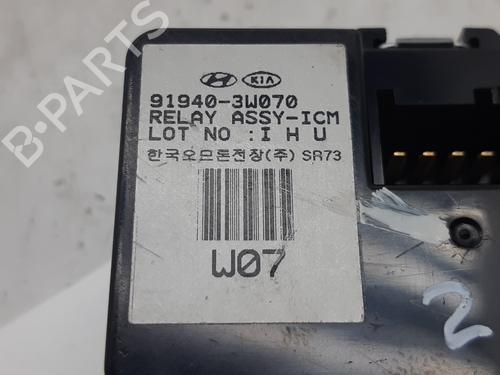 HYUNDAI KIA
91940-3W070
RELAY ASSY-ICM
LOT NO :I H U
한국오므론전장(주) SR73
W07
2
B-PARTS